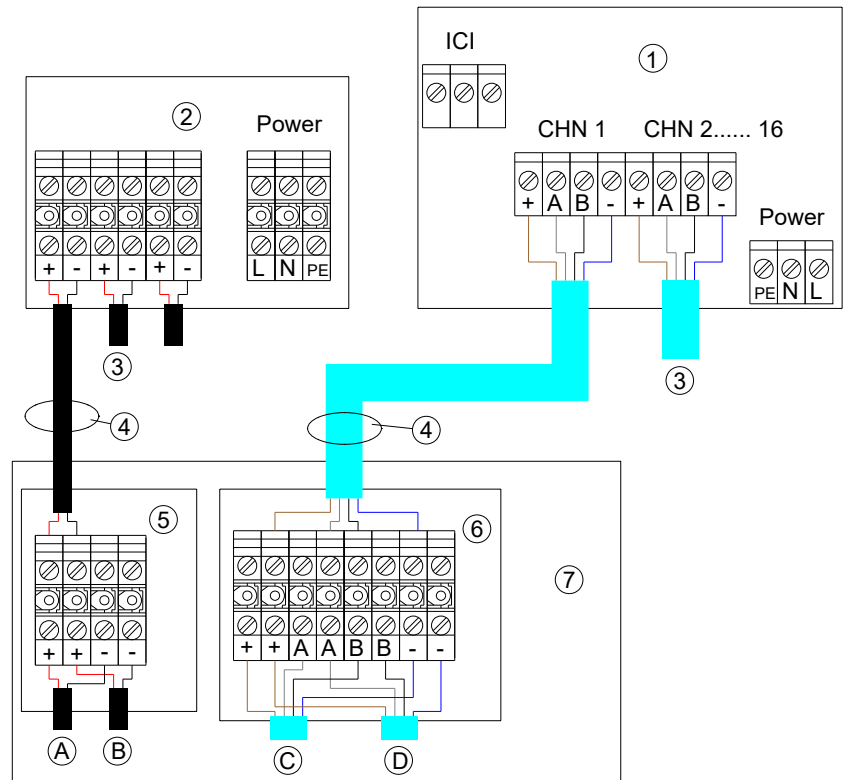 ICI
①
②
Power
CHN 1 CHN 2...... 16
+ A B - + A B -
Power
PE N L
+ - + - + -
L N PE
③
③
④
④
⑤
⑥
⑦
+ + - -
+ + A A B B - -
Ⓐ Ⓑ
Ⓒ Ⓓ